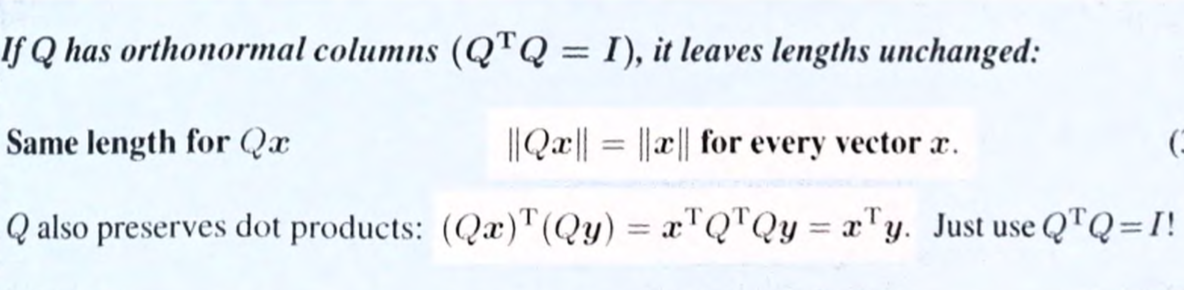 If Q has orthonormal columns (QᵀQ = I), it leaves lengths unchanged:
Same length for Qx ‖Qx‖ = ‖x‖ for every vector x. (
Q also preserves dot products: (Qx)ᵀ(Qy) = xᵀQᵀQy = xᵀy. Just use QᵀQ=I!